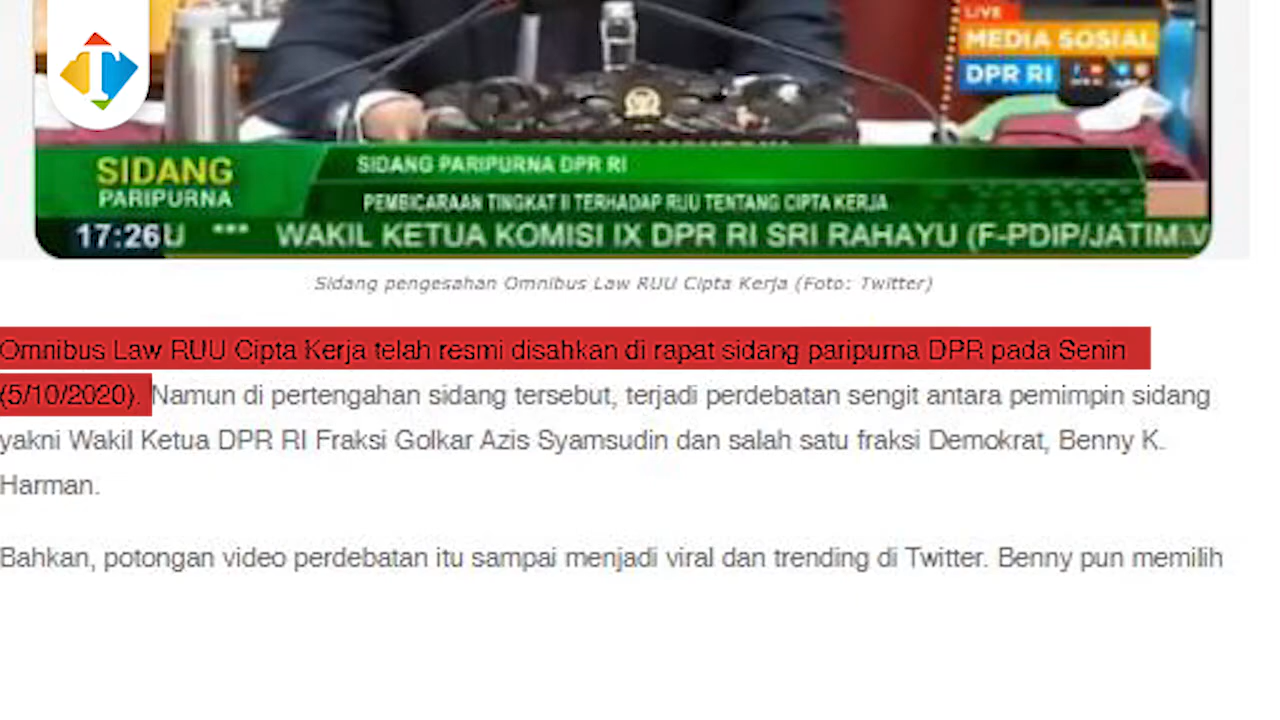 LIVE
MEDIA SOSIAL
DPR RI
SIDANG
PARIPURNA
SIDANG PARIPURNA DPR RI
PEMBICARAAN TINGKAT II TERHADAP RUU TENTANG CIPTA KERJA
17:26 *** WAKIL KETUA KOMISI IX DPR RI SRI RAHAYU (F-PDIP/JATIM V
Sidang pengesahan Omnibus Law RUU Cipta Kerja (Foto: Twitter)
Omnibus Law RUU Cipta Kerja telah resmi disahkan di rapat sidang paripurna DPR pada Senin
(5/10/2020). Namun di pertengahan sidang tersebut, terjadi perdebatan sengit antara pemimpin sidang
yakni Wakil Ketua DPR RI Fraksi Golkar Azis Syamsudin dan salah satu fraksi Demokrat, Benny K.
Harman.
Bahkan, potongan video perdebatan itu sampai menjadi viral dan trending di Twitter. Benny pun memilih